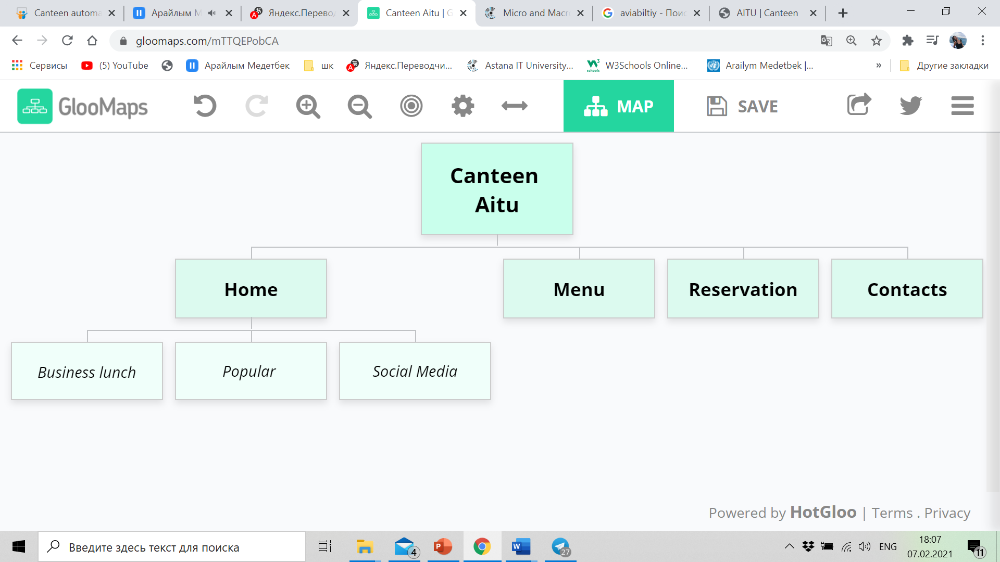 Canteen automa
Арайлым М
Яндекс.Перевод
Canteen Aitu | G
Micro and Macr
aviabiltiy - Поис
AITU | Canteen
gloomaps.com/mTTQEPobCA
Сервисы
(5) YouTube
Арайлым Медетбек
шк
Яндекс.Переводчи...
Astana IT University...
W3Schools Online...
Arailym Medetbek |...
»
Другие закладки
GlooMaps
MAP
SAVE
Canteen
Aitu
Home
Menu
Reservation
Contacts
Business lunch
Popular
Social Media
Powered by HotGloo | Terms . Privacy
Введите здесь текст для поиска
4
27
ENG
18:07
07.02.2021
11